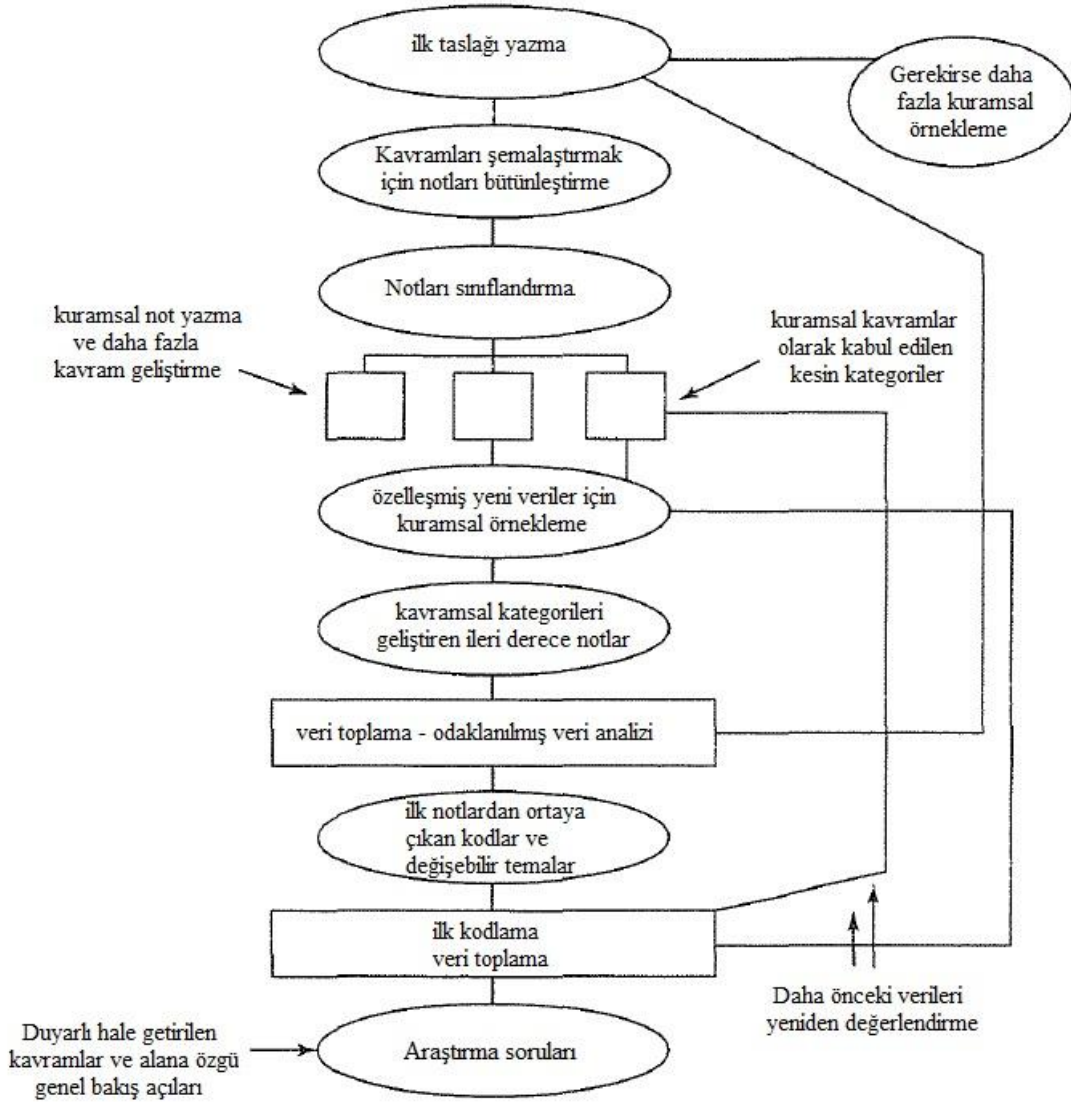 ilk taslağı yazma
Gerekirse daha
fazla kuramsal
örnekleme
Kavramları şemalaştırmak
için notları bütünleştirme
Notları sınıflandırma
kuramsal not yazma
ve daha fazla
kavram geliştirme
kuramsal kavramlar
olarak kabul edilen
kesin kategoriler
özelleşmiş yeni veriler için
kuramsal örnekleme
kavramsal kategorileri
geliştiren ileri derece notlar
veri toplama - odaklanılmış veri analizi
ilk notlardan ortaya
çıkan kodlar ve
değişebilir temalar
ilk kodlama
veri toplama
Daha önceki verileri
yeniden değerlendirme
Duyarlı hale getirilen
kavramlar ve alana özgü
genel bakış açıları
Araştırma soruları